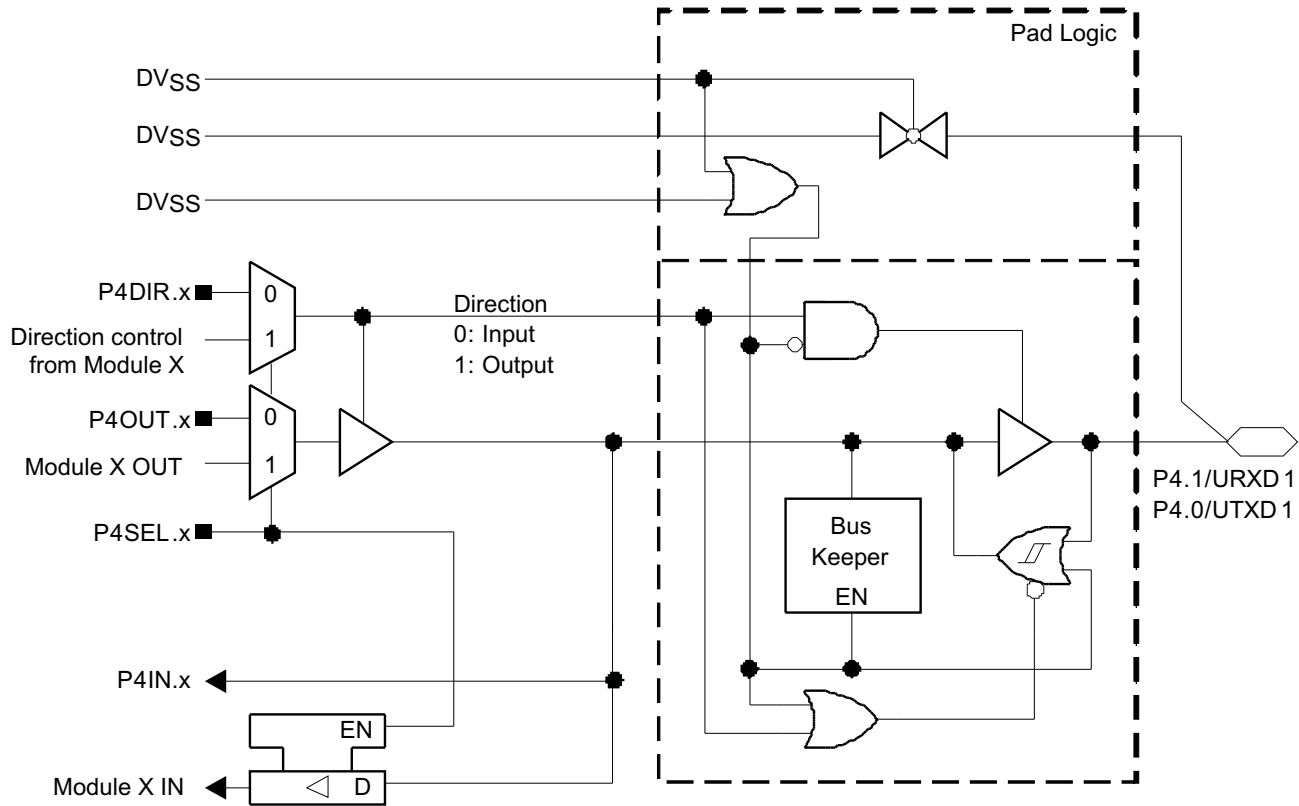 Pad Logic
DVSS
DVSS
DVSS
P4DIR.x
0
1
Direction control
from Module X
Direction
0: Input
1: Output
P4OUT.x
0
1
Module X OUT
P4SEL.x
Bus
Keeper
EN
P4.1/URXD1
P4.0/UTXD1
P4IN.x
EN
D
Module X IN